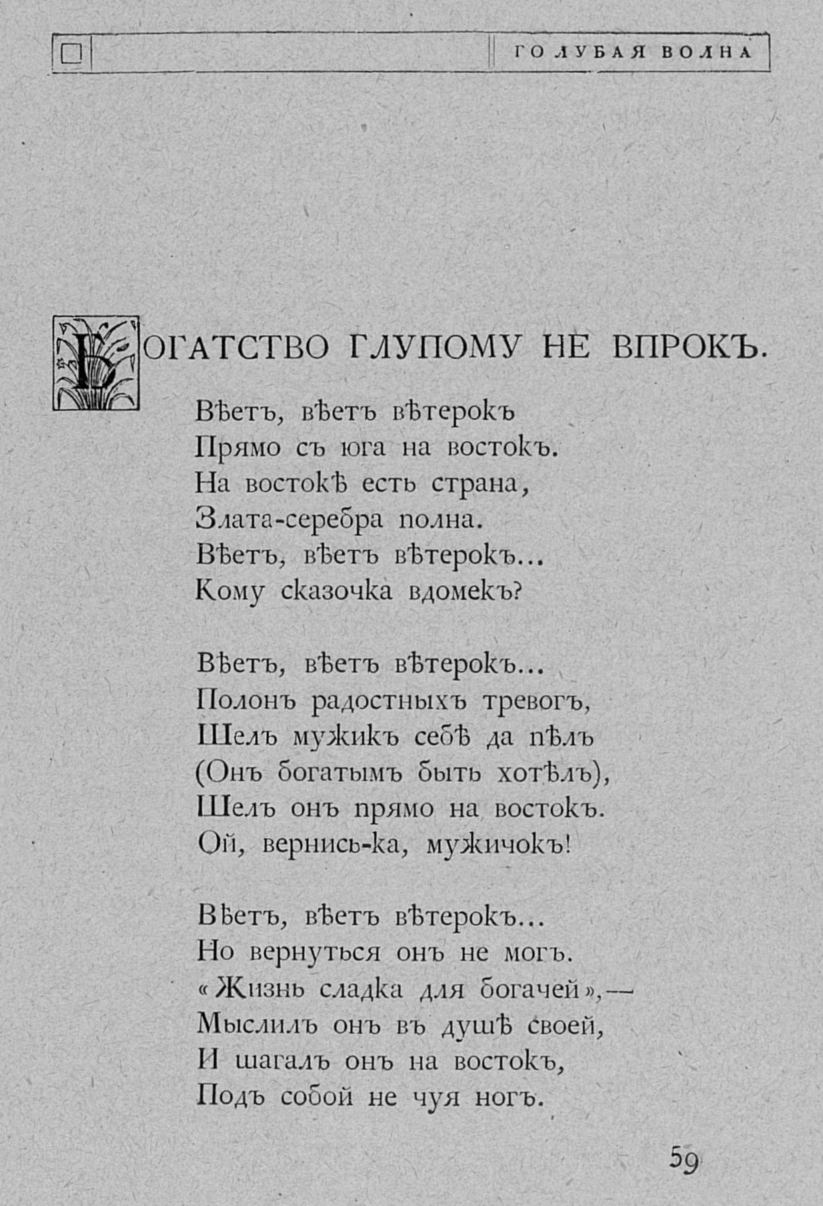 ГОЛУБАЯ ВОЛНА
БОГАТСТВО ГЛУПОМУ НЕ ВПРОКЪ.
Вѣетъ, вѣетъ вѣтерокъ
Прямо съ юга на востокъ.
На востокѣ есть страна,
Злата-серебра полна.
Вѣетъ, вѣетъ вѣтерокъ...
Кому сказочка вдомекъ?
Вѣетъ, вѣетъ вѣтерокъ...
Полонъ радостныхъ тревогъ,
Шелъ мужикъ себѣ да пѣлъ
(Онъ богатымъ быть хотѣлъ),
Шелъ онъ прямо на востокъ.
Ой, вернись-ка, мужичокъ!
Вѣетъ, вѣетъ вѣтерокъ...
Но вернуться онъ не могъ.
«Жизнь сладка для богачей»,—
Мыслилъ онъ въ душѣ своей,
И шагалъ онъ на востокъ,
Подъ собой не чуя ногъ.
59